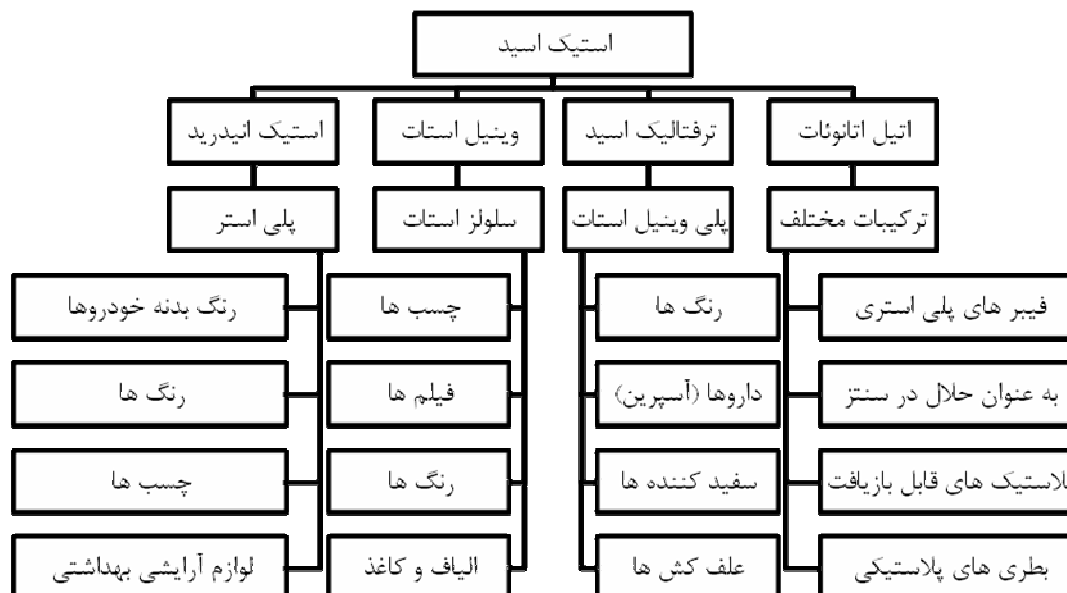 استیک اسید
اتیل اتانوئات
ترفتالیک اسید
وینیل استات
استیک انیدرید
ترکیبات مختلف
پلی وینیل استات
سلولز استات
پلی استر
فیبر های پلی استری
رنگ ها
چسب ها
رنگ بدنه خودروها
به عنوان حلال در سنتز
داروها (آسپرین)
فیلم ها
رنگ ها
پلاستیک های قابل بازیافت
سفید کننده ها
رنگ ها
چسب ها
بطری های پلاستیکی
علف کش ها
الیاف و کاغذ
لوازم آرایشی بهداشتی